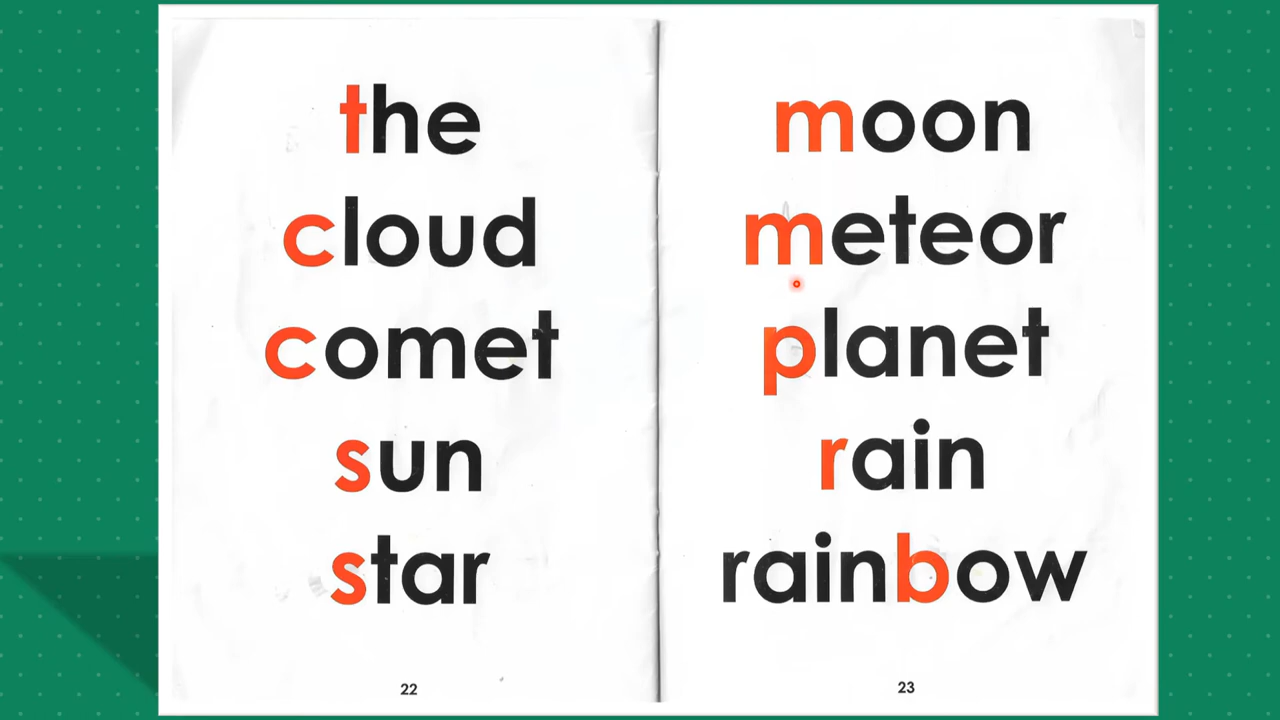 the
cloud
comet
sun
star
22
moon
meteor
planet
rain
rainbow
23